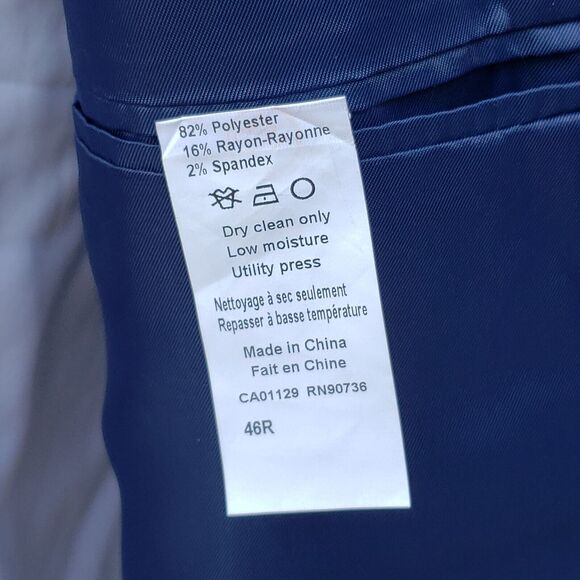 82% Polyester
16% Rayon-Rayonne
2% Spandex
Dry clean only
Low moisture
Utility press
Nettoyage à sec seulement
Repasser à basse température
Made in China
Fait en Chine
CA01129 RN90736
46R